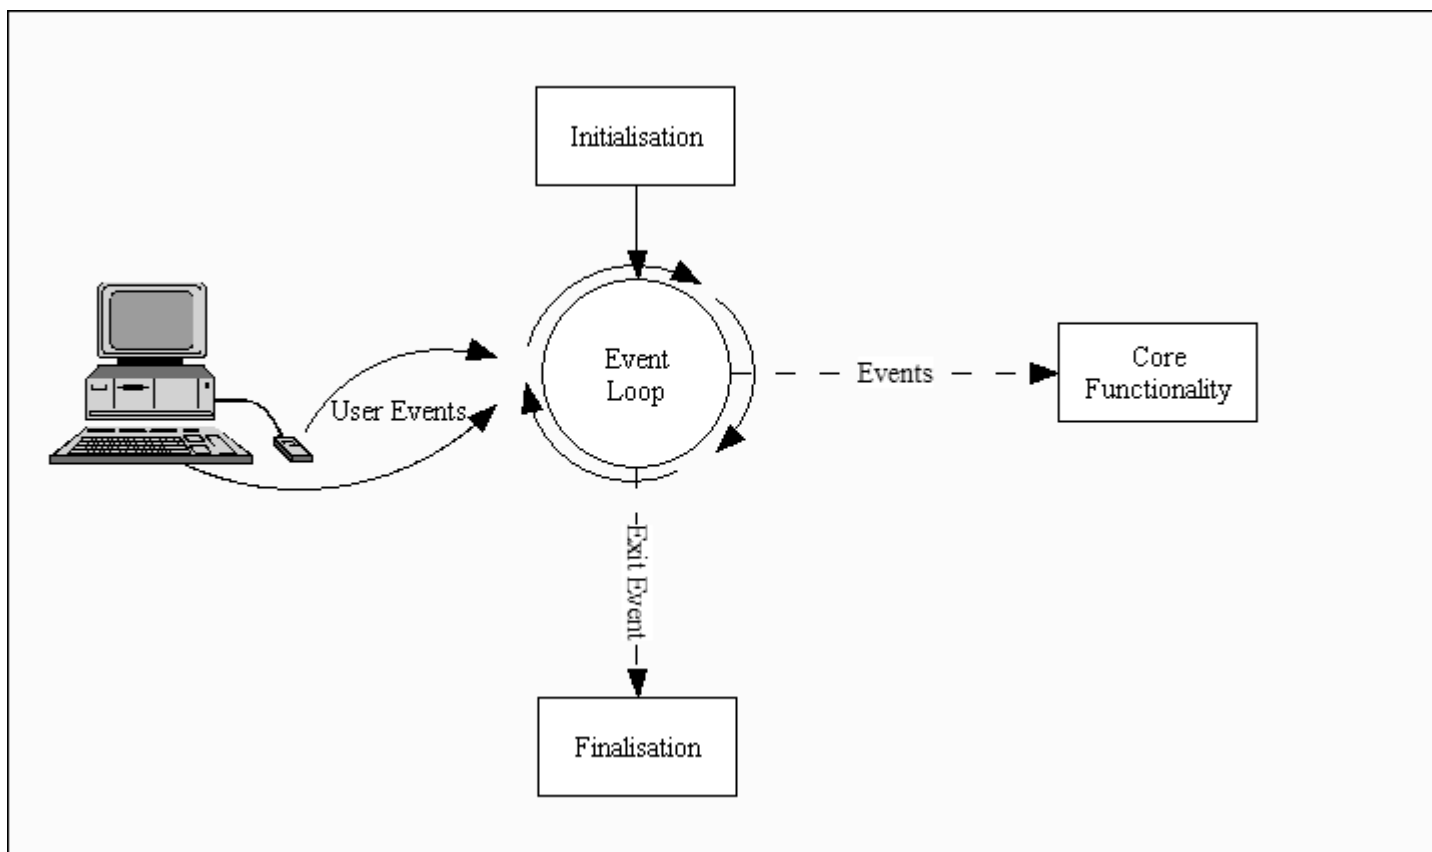 Initialisation
Event
Loop
User Events
Events
Core
Functionality
Exit Event
Finalisation